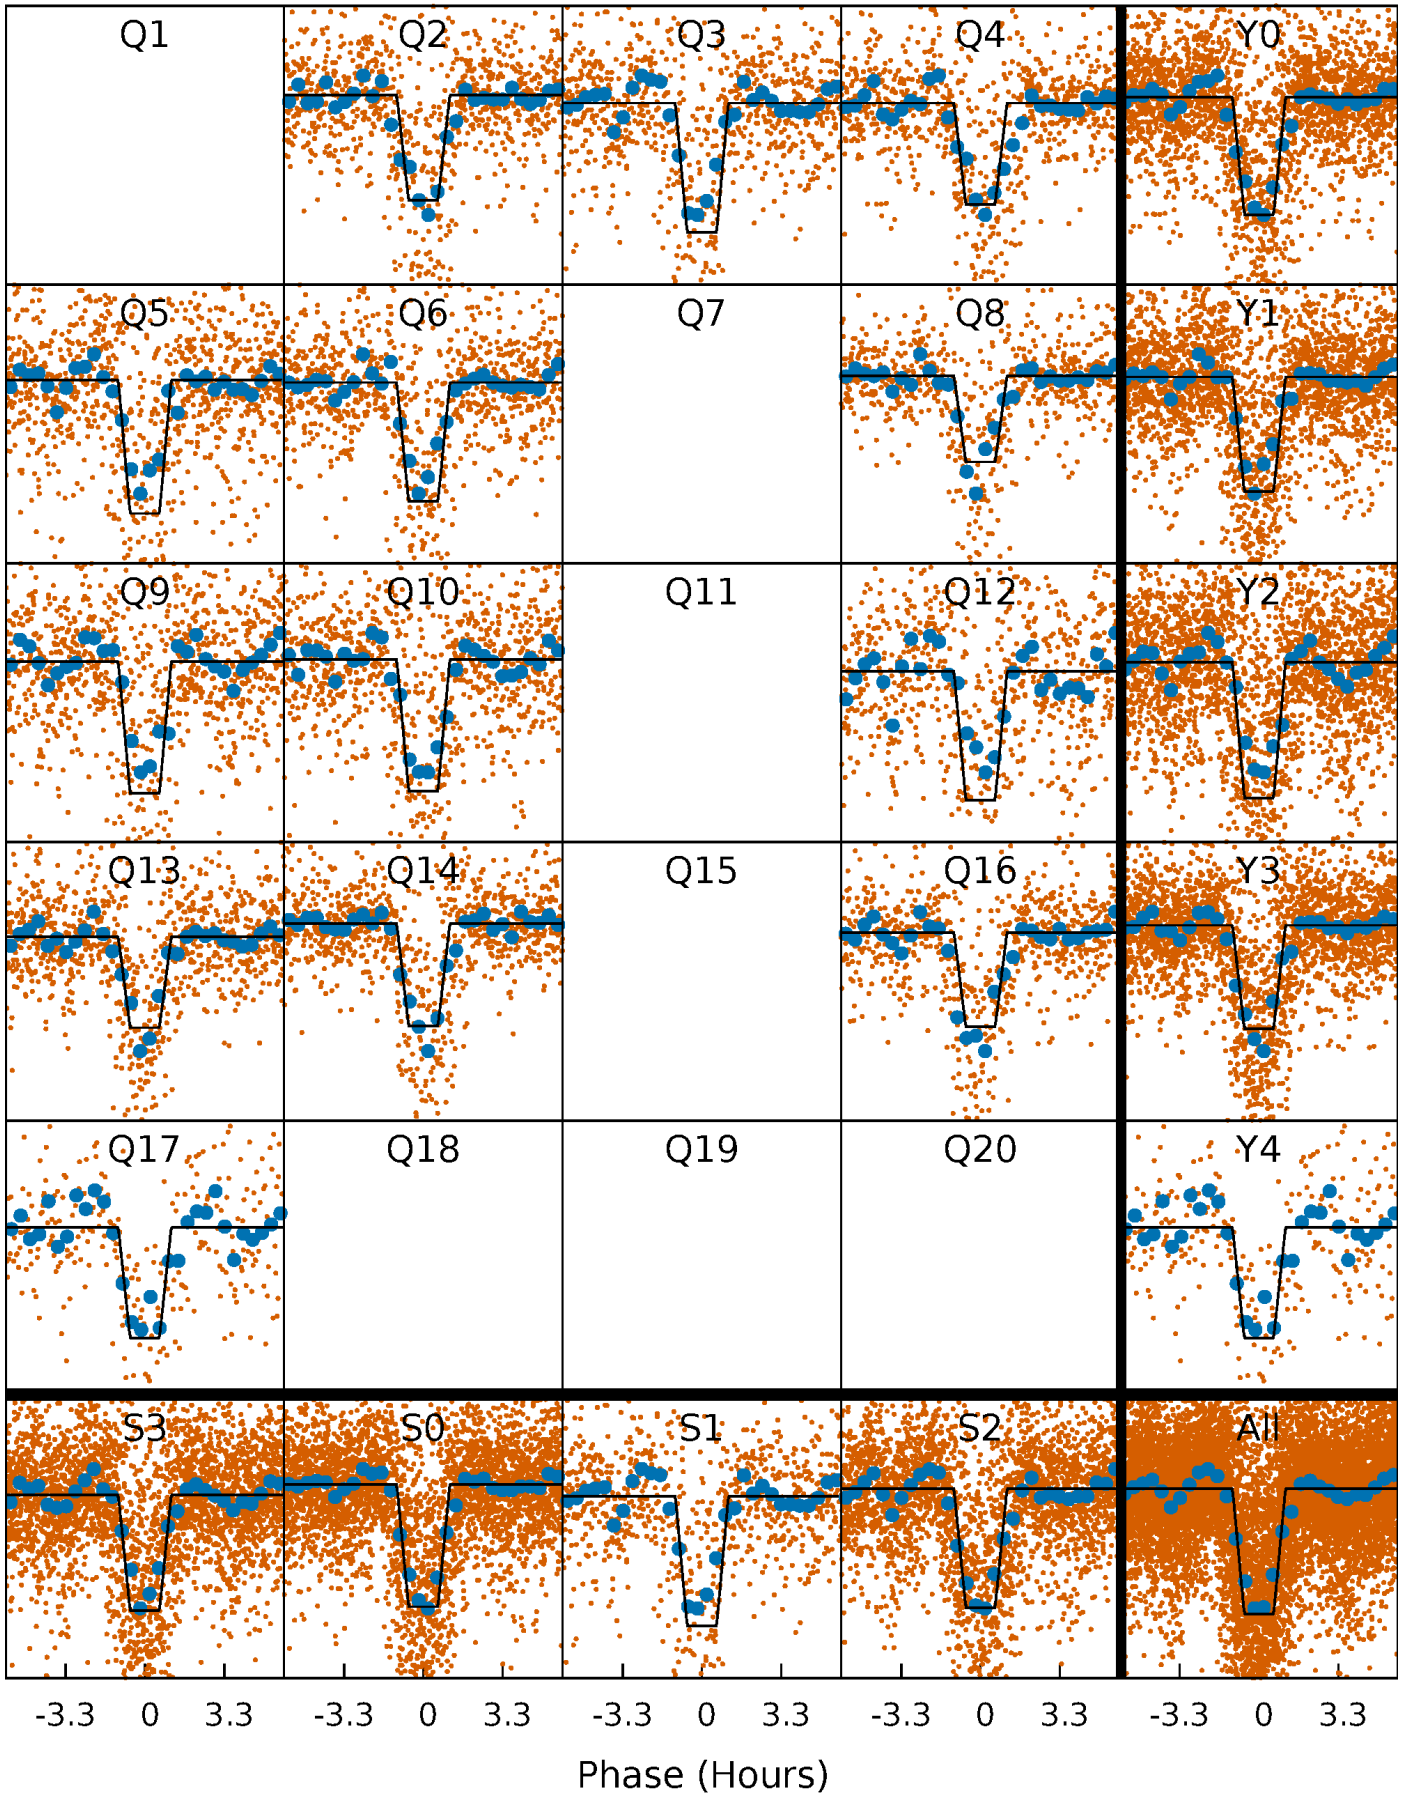 Q1 Q2 Q3 Q4 Y0
Q5 Q6 Q7 Q8 Y1
Q9 Q10 Q11 Q12 Y2
Q13 Q14 Q15 Q16 Y3
Q17 Q18 Q19 Q20 Y4
S3 S0 S1 S2 All
-3.3 0 3.3 -3.3 0 3.3 -3.3 0 3.3 -3.3 0 3.3 -3.3 0 3.3
Phase (Hours)